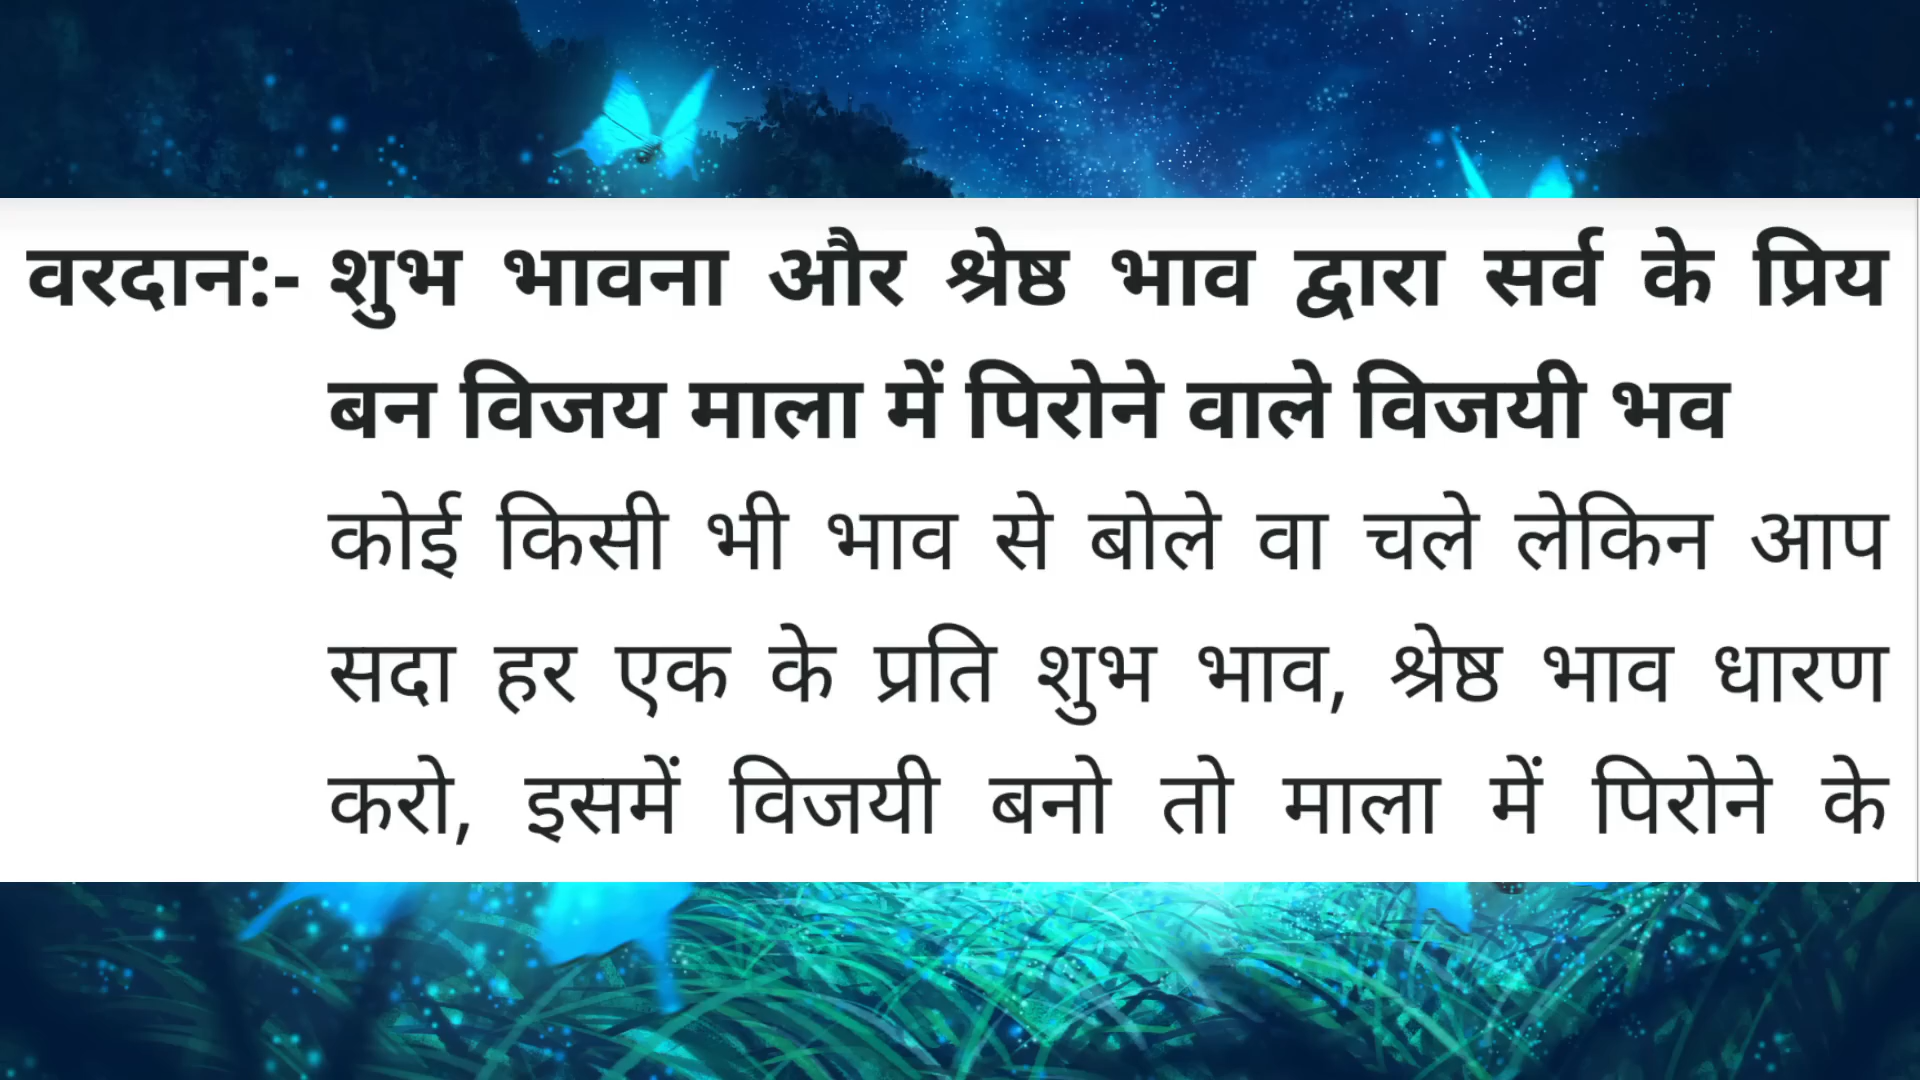 वरदान:- शुभ भावना और श्रेष्ठ भाव द्वारा सर्व के प्रिय
बन विजय माला में पिरोने वाले विजयी भव
कोई किसी भी भाव से बोले वा चले लेकिन आप
सदा हर एक के प्रति शुभ भाव, श्रेष्ठ भाव धारण
करो, इसमें विजयी बनो तो माला में पिरोने के